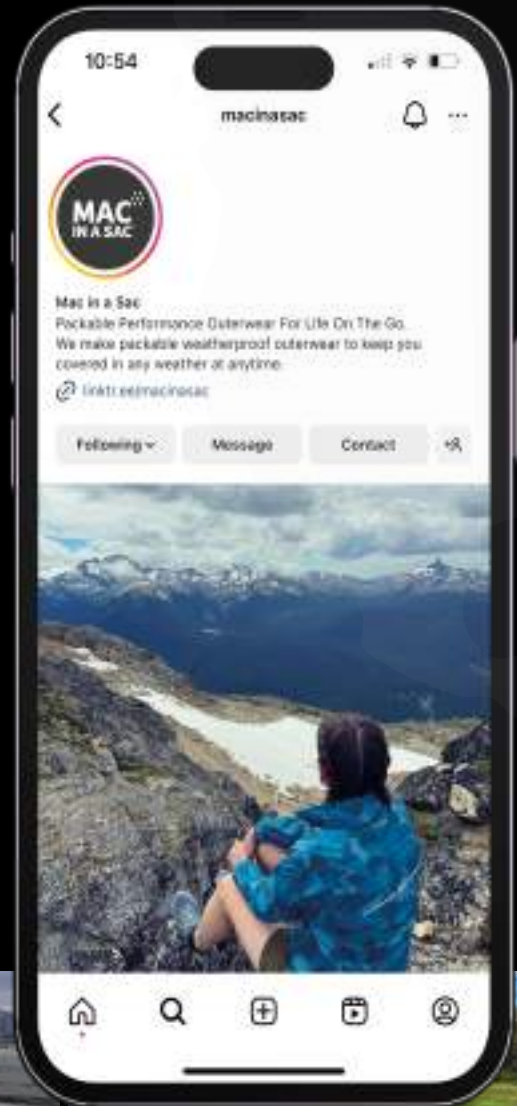 10:54
macinasac
MAC
IN A SAC
Mac in a Sac
Packable Performance Outerwear For Life On The Go.
We make packable weatherproof outerwear to keep you
covered in any weather at anytime.
linktr.ee/macinasac
Following
Message
Contact